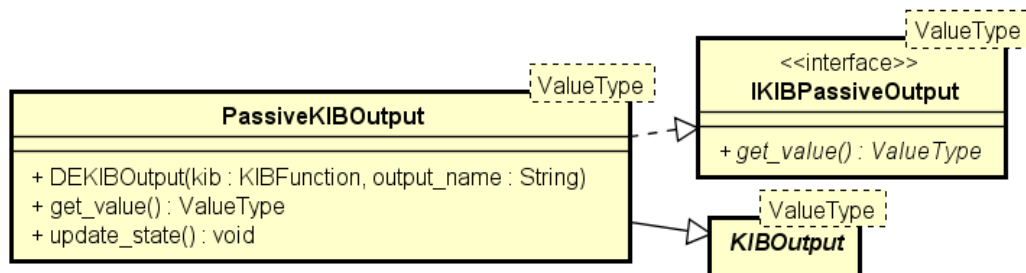 ValueType
PassiveKIBOutput
+ DEKIBOutput(kib : KIBFunction, output_name : String)
+ get_value() : ValueType
+ update_state() : void
ValueType
<<interface>>
IKIBPassiveOutput
+ get_value() : ValueType
ValueType
KIBOutput